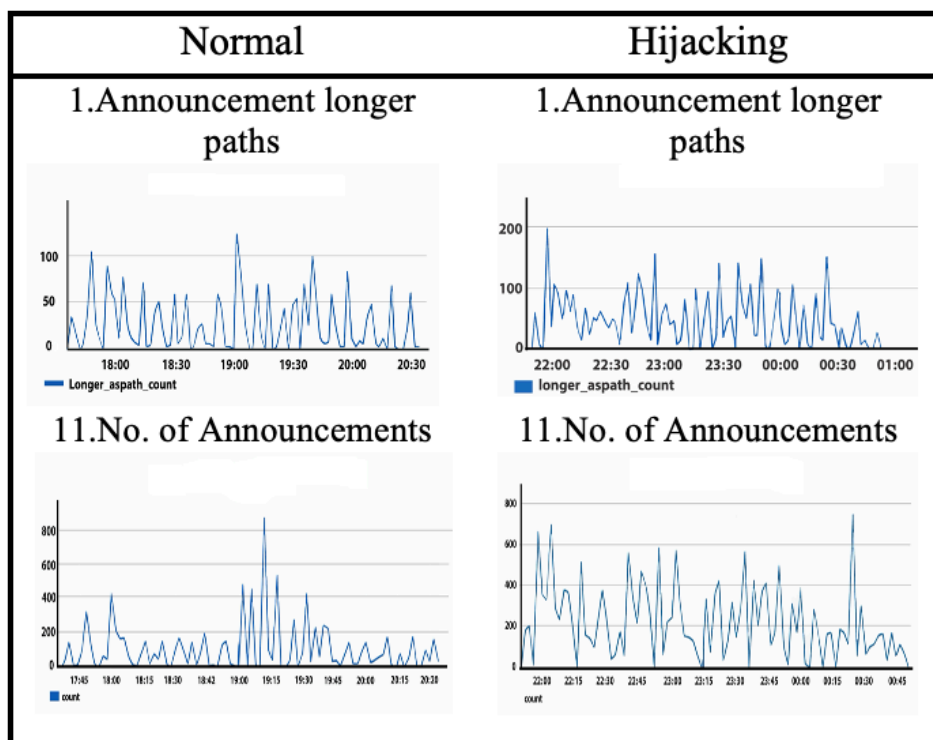 Normal
Hijacking
1.Announcement longer
paths
1.Announcement longer
paths
100
50
0
18:00 18:30 19:00 19:30 20:00 20:30
Longer_aspath_count
200
100
0
22:00 22:30 23:00 23:30 00:00 00:30 01:00
longer_aspath_count
11.No. of Announcements
11.No. of Announcements
800
600
400
200
0
17:45 18:00 18:15 18:30 18:42 19:00 19:15 19:30 19:45 20:00 20:15 20:20
count
800
600
400
200
0
22:00 22:15 22:30 22:45 23:00 23:15 23:30 23:45 00:00 00:15 00:30 00:45
count